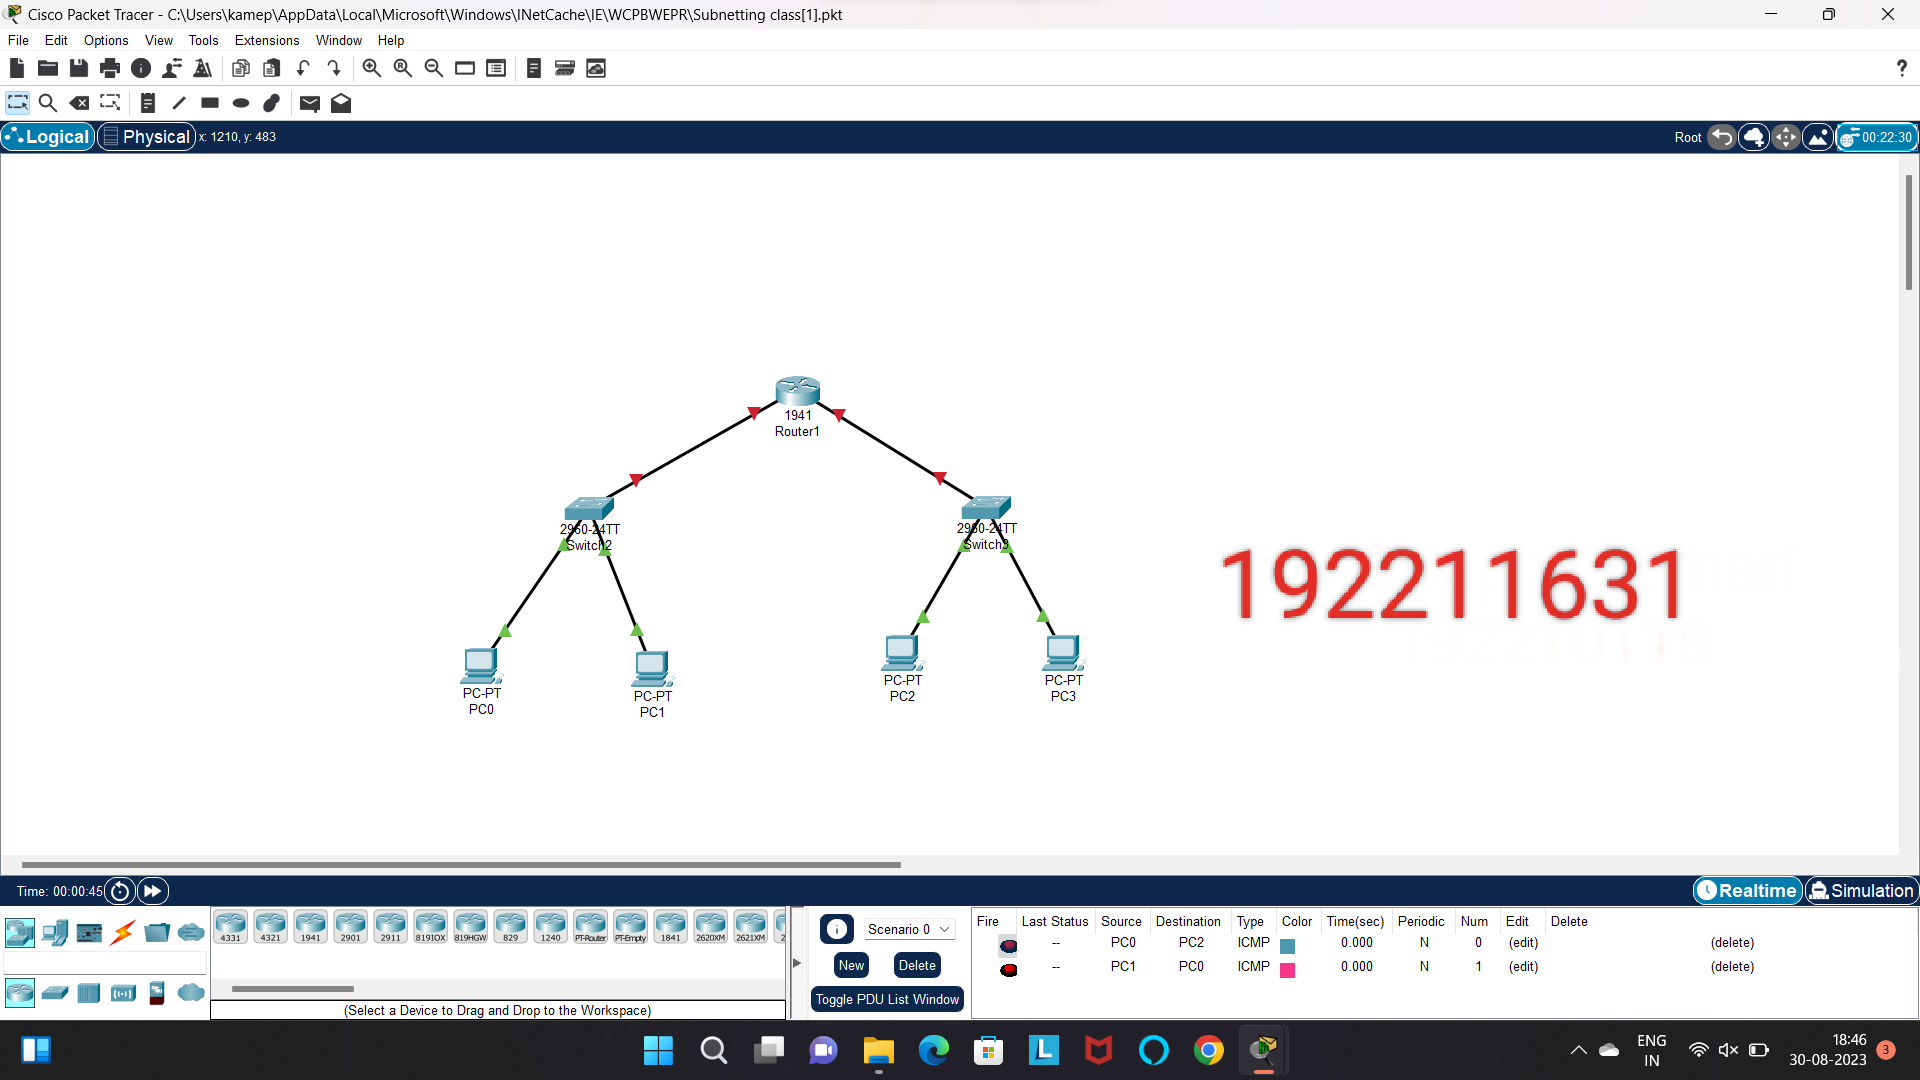 Cisco Packet Tracer - C:\Users\kamep\AppData\Local\Microsoft\Windows\INetCache\IE\WCPBWEPR\Subnetting class[1].pkt
File Edit Options View Tools Extensions Window Help
?
Logical Physical x: 1210, y: 483 Root 00:22:30
1941
Router1
2960-24TT
Switch2
2960-24TT
Switch3
192211631
PC-PT
PC0
PC-PT
PC1
PC-PT
PC2
PC-PT
PC3
Time: 00:00:45 Realtime Simulation
4331 4321 1941 2901 2911 819IOX 819HGW 829 1240 PT-Router PT-Empty 1841 2620XM 2621XM
(Select a Device to Drag and Drop to the Workspace)
Scenario 0
New Delete
Toggle PDU List Window
Fire Last Status Source Destination Type Color Time(sec) Periodic Num Edit Delete
-- PC0 PC2 ICMP 0.000 N 0 (edit) (delete)
-- PC1 PC0 ICMP 0.000 N 1 (edit) (delete)
ENG
IN
18:46
30-08-2023
3